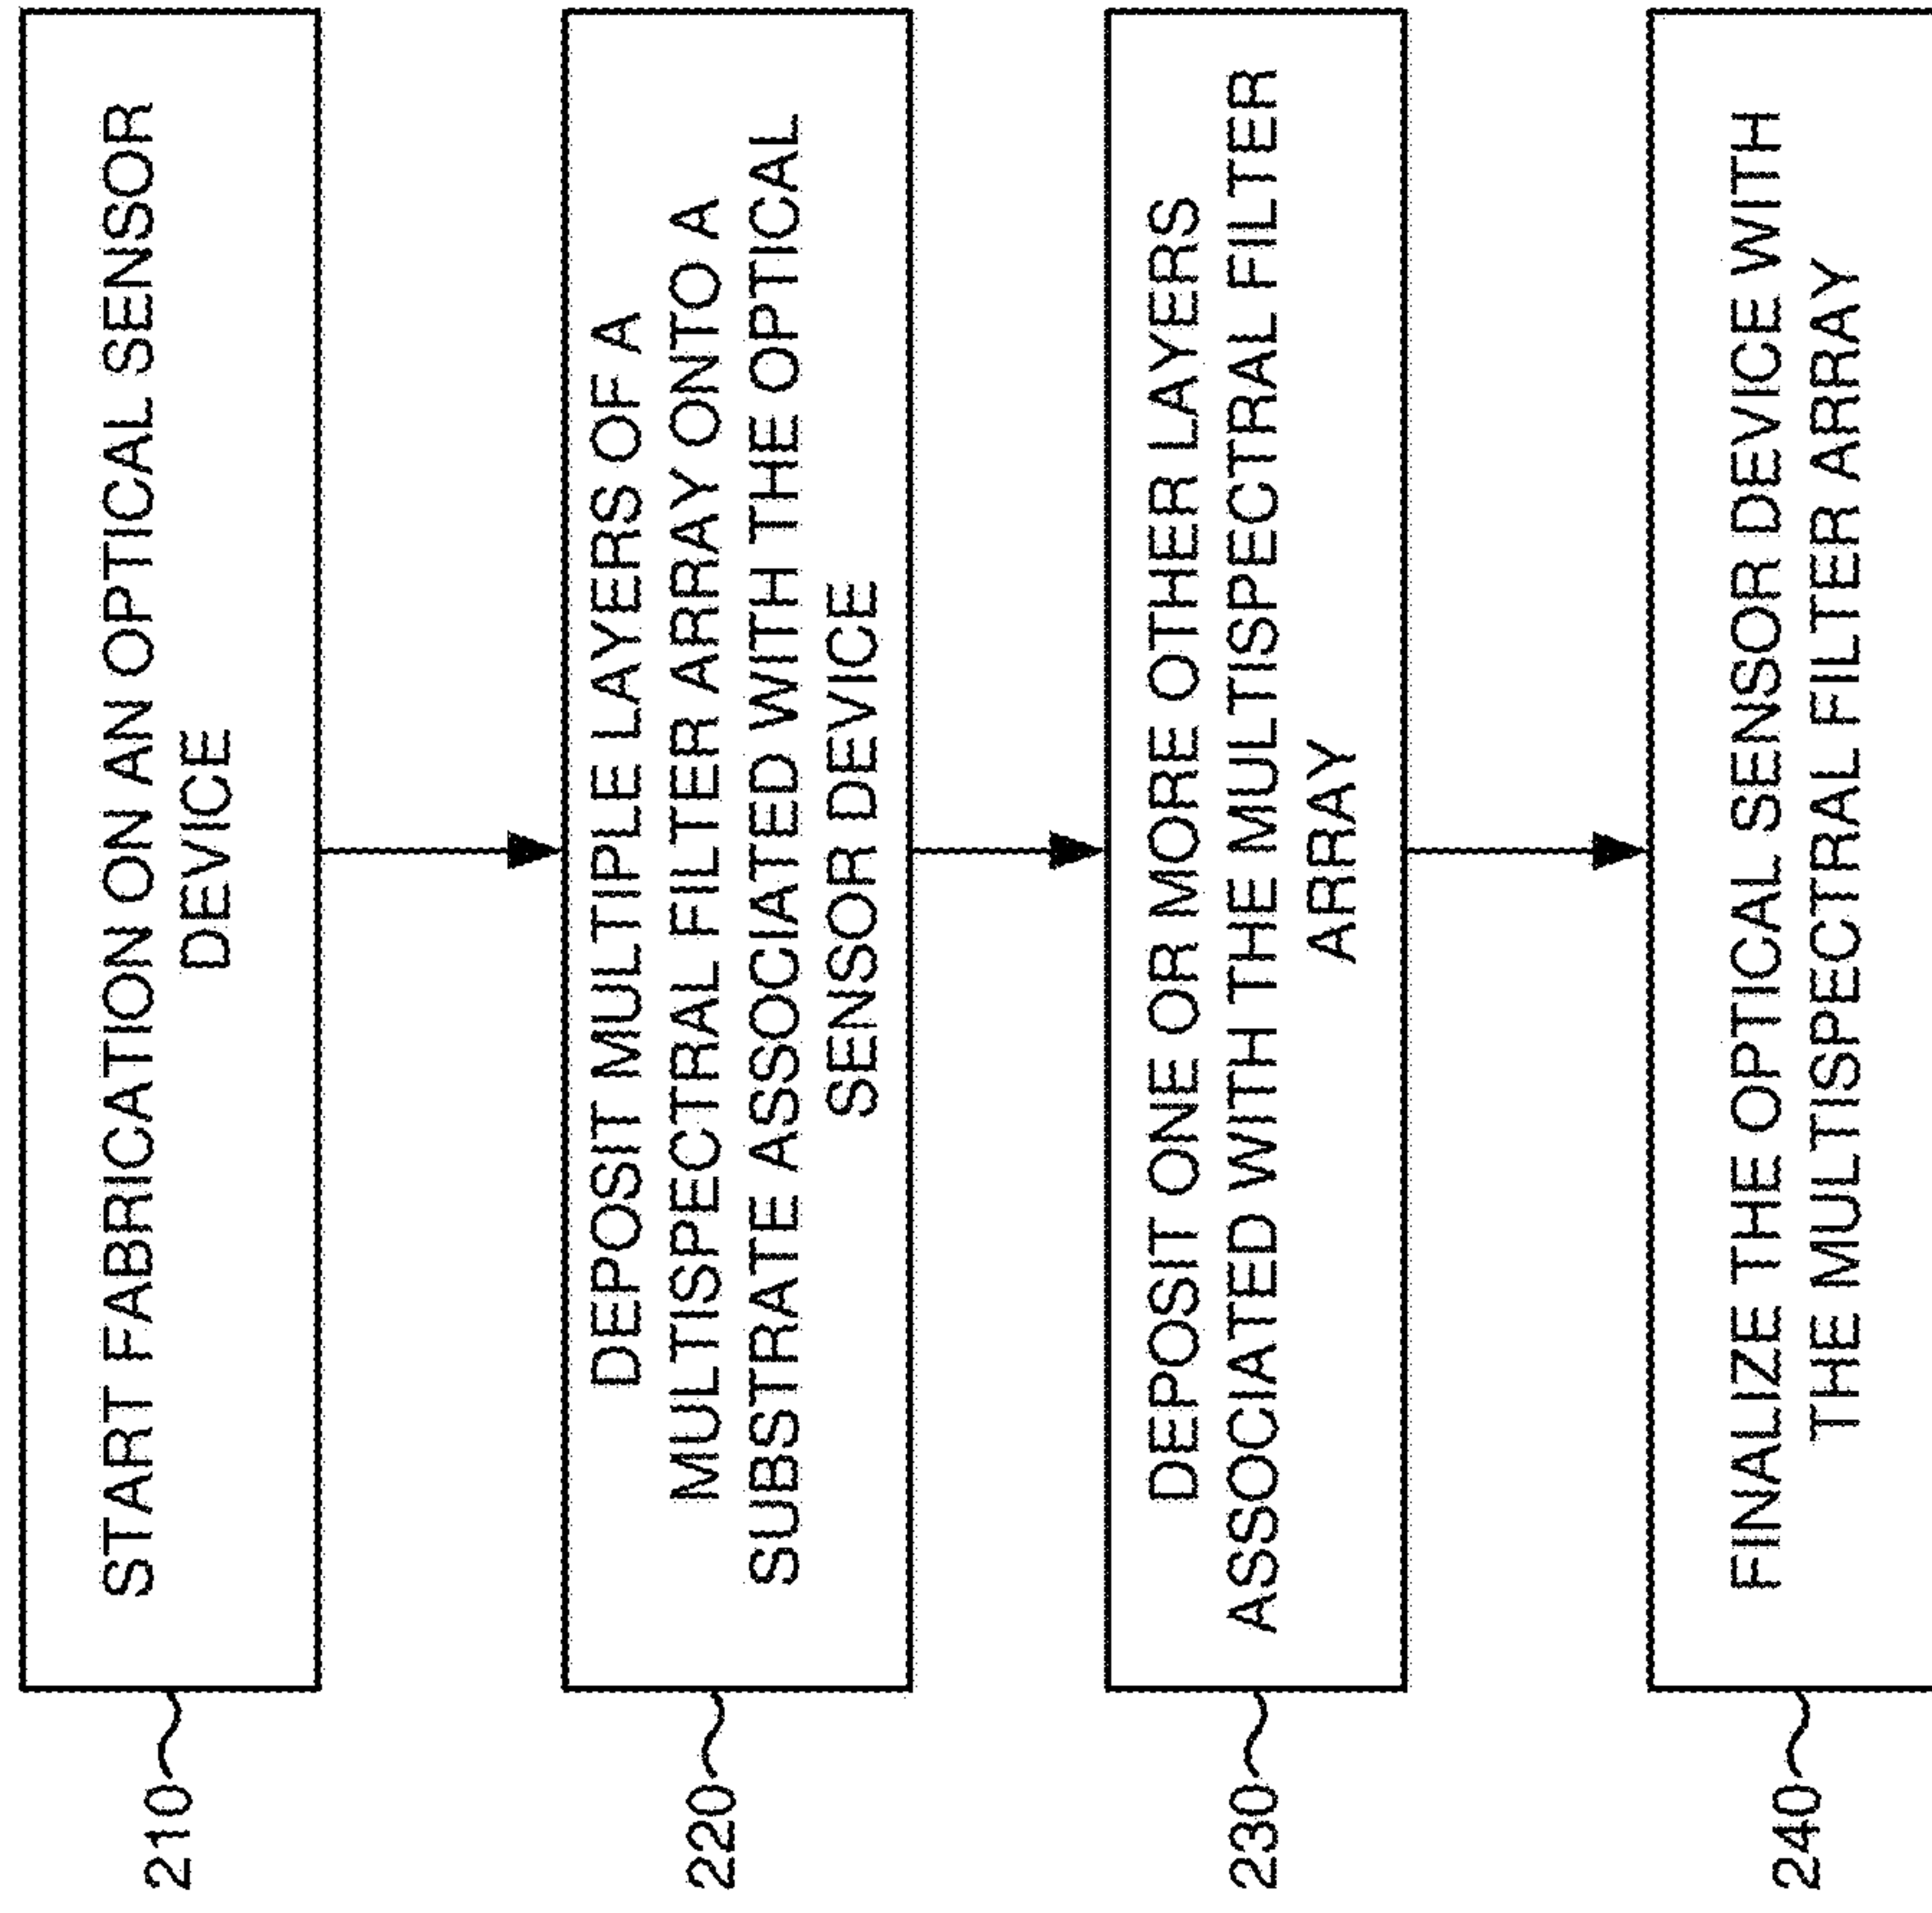 210
START FABRICATION ON AN OPTICAL SENSOR
DEVICE
220
DEPOSIT MULTIPLE LAYERS OF A
MULTISPECTRAL FILTER ARRAY ONTO A
SUBSTRATE ASSOCIATED WITH THE OPTICAL
SENSOR DEVICE
230
DEPOSIT ONE OR MORE OTHER LAYERS
ASSOCIATED WITH THE MULTISPECTRAL FILTER
ARRAY
240
FINALIZE THE OPTICAL SENSOR DEVICE WITH
THE MULTISPECTRAL FILTER ARRAY